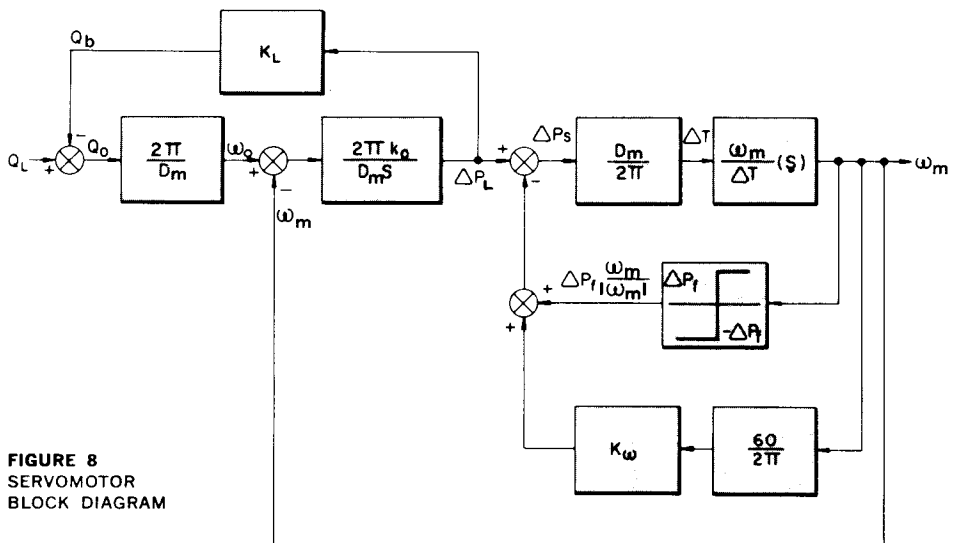 Q_b
K_L
Q_L
+
−
Q_o
2π
D_m
ω_o
+
−
ω_m
2π k_o
D_m S
ΔP_L
+
−
ΔP_S
D_m
2π
ΔT
ω_m
ΔT
(S)
ω_m
ΔP_f ω_m
|ω_m|
+
+
ΔP_f
-ΔP_f
K_ω
60
2π
FIGURE 8
SERVOMOTOR
BLOCK DIAGRAM